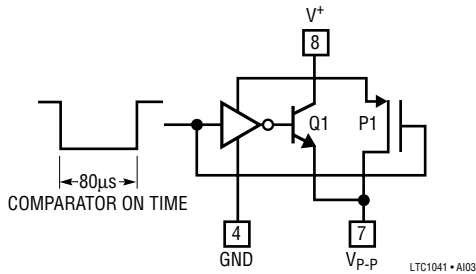 V+
8
Q1
P1
80µs
COMPARATOR ON TIME
4
GND
7
VP-P
LTC1041 • AI03